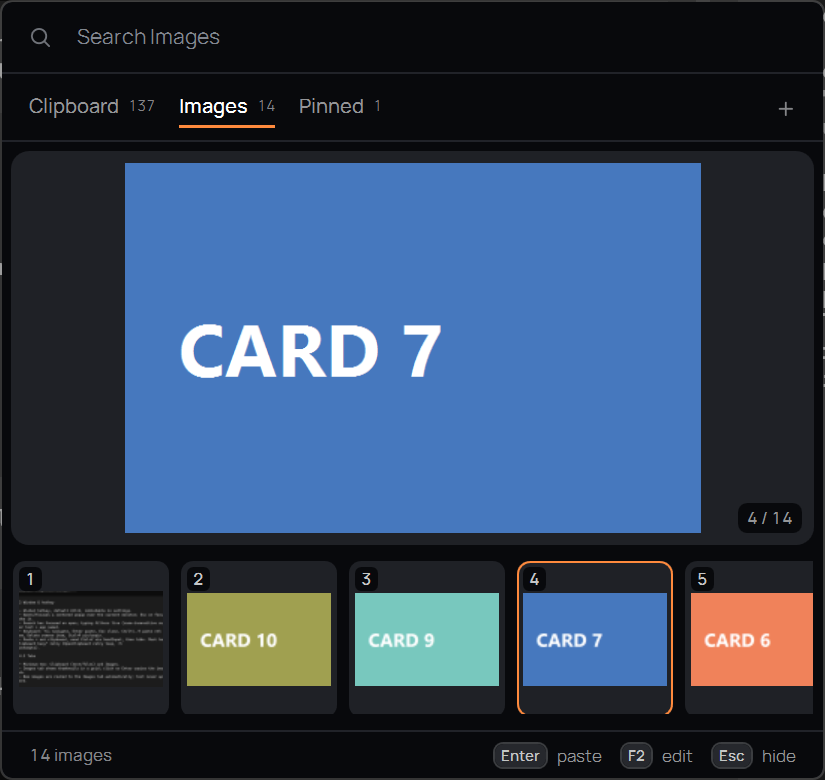 Search Images
Clipboard 137 Images 14 Pinned 1 +
CARD 7
4 / 14
1 2 3 4 5
CARD 10 CARD 9 CARD 7 CARD 6
14 images Enter paste F2 edit Esc hide